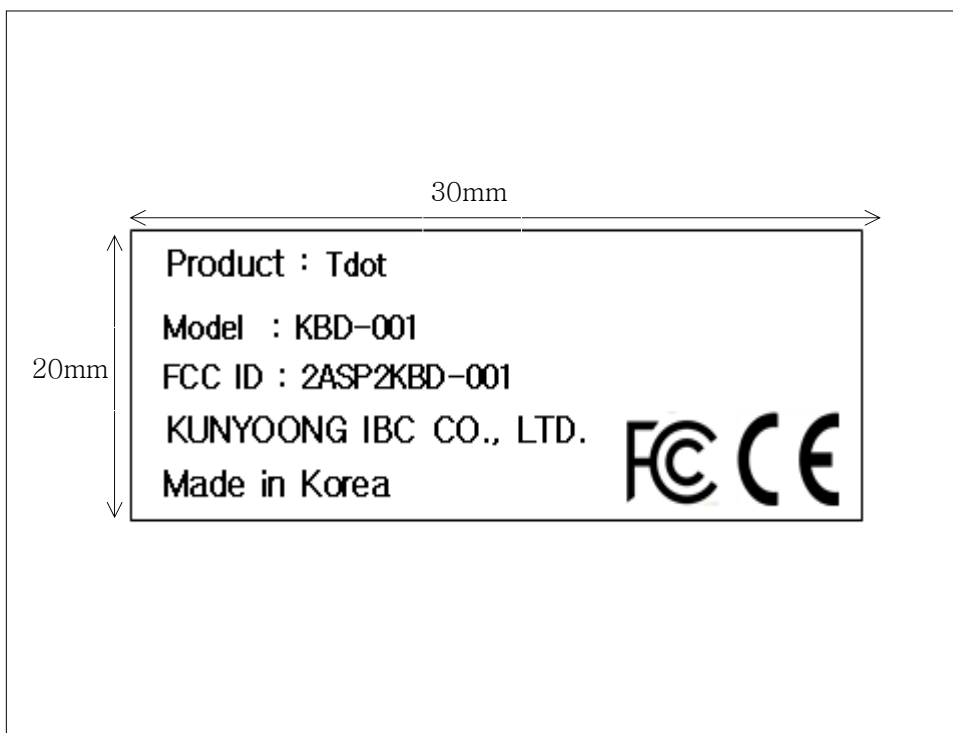 30mm
Product : Tdot
Model : KBD-001
20mm
FCC ID : 2ASP2KBD-001
KUNYOONG IBC CO., LTD.
Made in Korea
FC CE